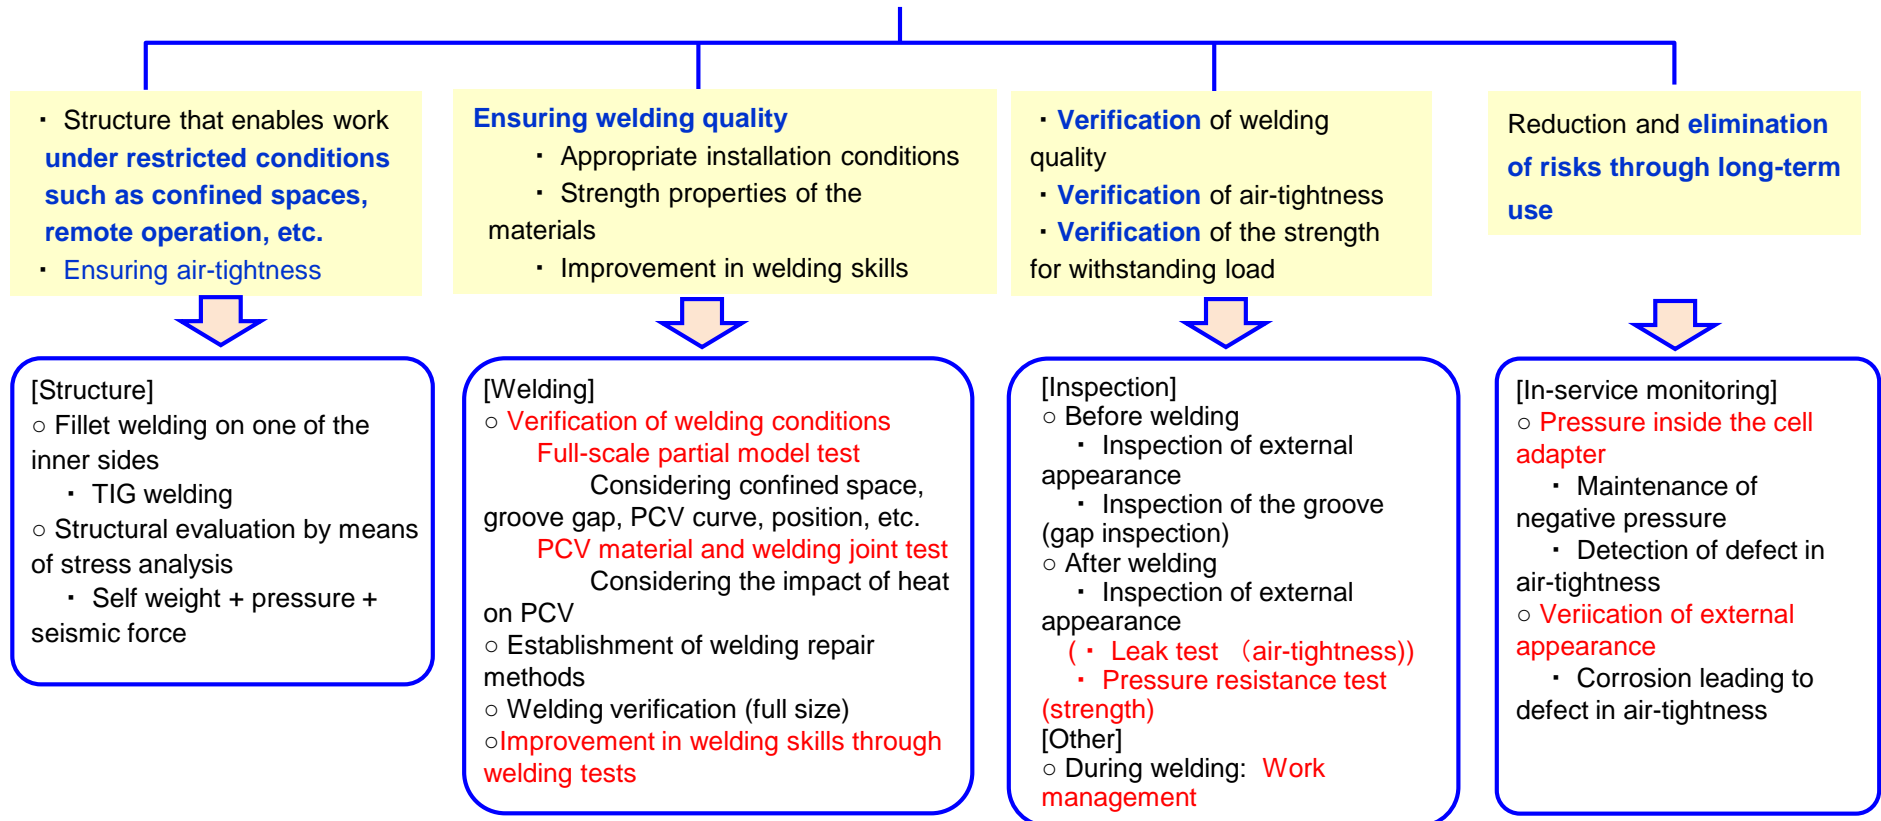 ・ Structure that enables work
under restricted conditions
such as confined spaces,
remote operation, etc.
・ Ensuring air-tightness
Ensuring welding quality
・ Appropriate installation conditions
・ Strength properties of the
materials
・ Improvement in welding skills
・Verification of welding
quality
・Verification of air-tightness
・Verification of the strength
for withstanding load
Reduction and elimination
of risks through long-term
use
[Structure]
○ Fillet welding on one of the
inner sides
・ TIG welding
○ Structural evaluation by means
of stress analysis
・ Self weight + pressure +
seismic force
[Welding]
○ Verification of welding conditions
Full-scale partial model test
Considering confined space,
groove gap, PCV curve, position, etc.
PCV material and welding joint test
Considering the impact of heat
on PCV
○ Establishment of welding repair
methods
○ Welding verification (full size)
○Improvement in welding skills through
welding tests
[Inspection]
○ Before welding
・ Inspection of external
appearance
・ Inspection of the groove
(gap inspection)
○ After welding
・ Inspection of external
appearance
(・ Leak test （air-tightness))
・ Pressure resistance test
(strength)
[Other]
○ During welding: Work
management
[In-service monitoring]
○ Pressure inside the cell
adapter
・ Maintenance of
negative pressure
・ Detection of defect in
air-tightness
○ Veriication of external
appearance
・ Corrosion leading to
defect in air-tightness